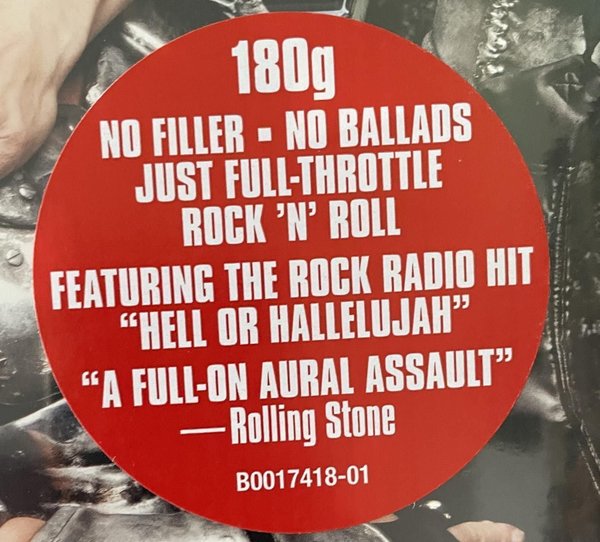 180g
NO FILLER ▪ NO BALLADS
JUST FULL-THROTTLE
ROCK ’N’ ROLL
FEATURING THE ROCK RADIO HIT
“HELL OR HALLELUJAH”
“A FULL-ON AURAL ASSAULT”
—Rolling Stone
B0017418-01